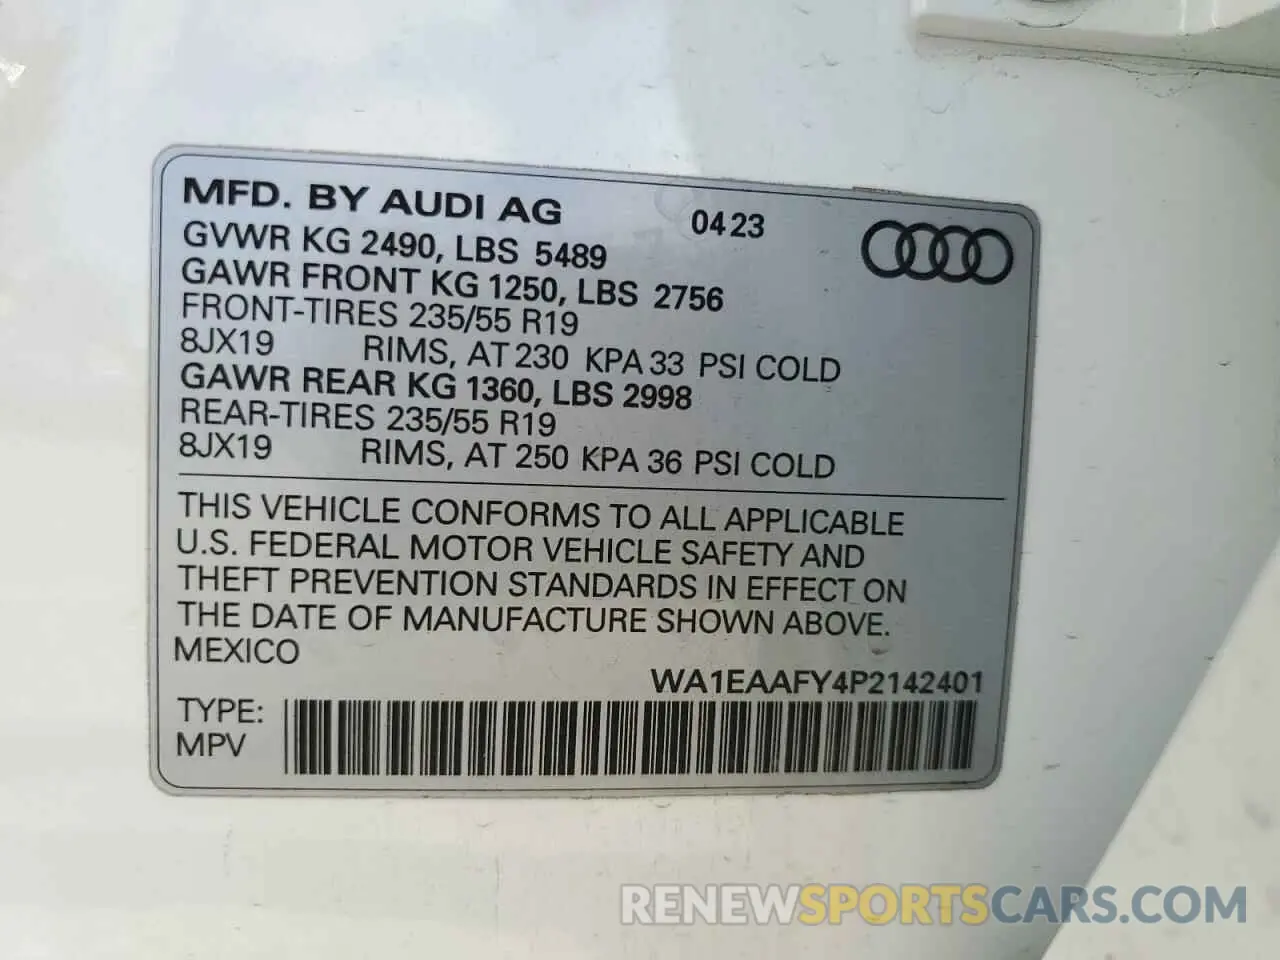 MFD. BY AUDI AG 0423
GVWR KG 2490, LBS 5489
GAWR FRONT KG 1250, LBS 2756
FRONT-TIRES 235/55 R19
8JX19 RIMS, AT 230 KPA 33 PSI COLD
GAWR REAR KG 1360, LBS 2998
REAR-TIRES 235/55 R19
8JX19 RIMS, AT 250 KPA 36 PSI COLD
THIS VEHICLE CONFORMS TO ALL APPLICABLE
U.S. FEDERAL MOTOR VEHICLE SAFETY AND
THEFT PREVENTION STANDARDS IN EFFECT ON
THE DATE OF MANUFACTURE SHOWN ABOVE.
MEXICO
WA1EAAFY4P2142401
TYPE:
MPV
RENEWSPORTSCARS.COM